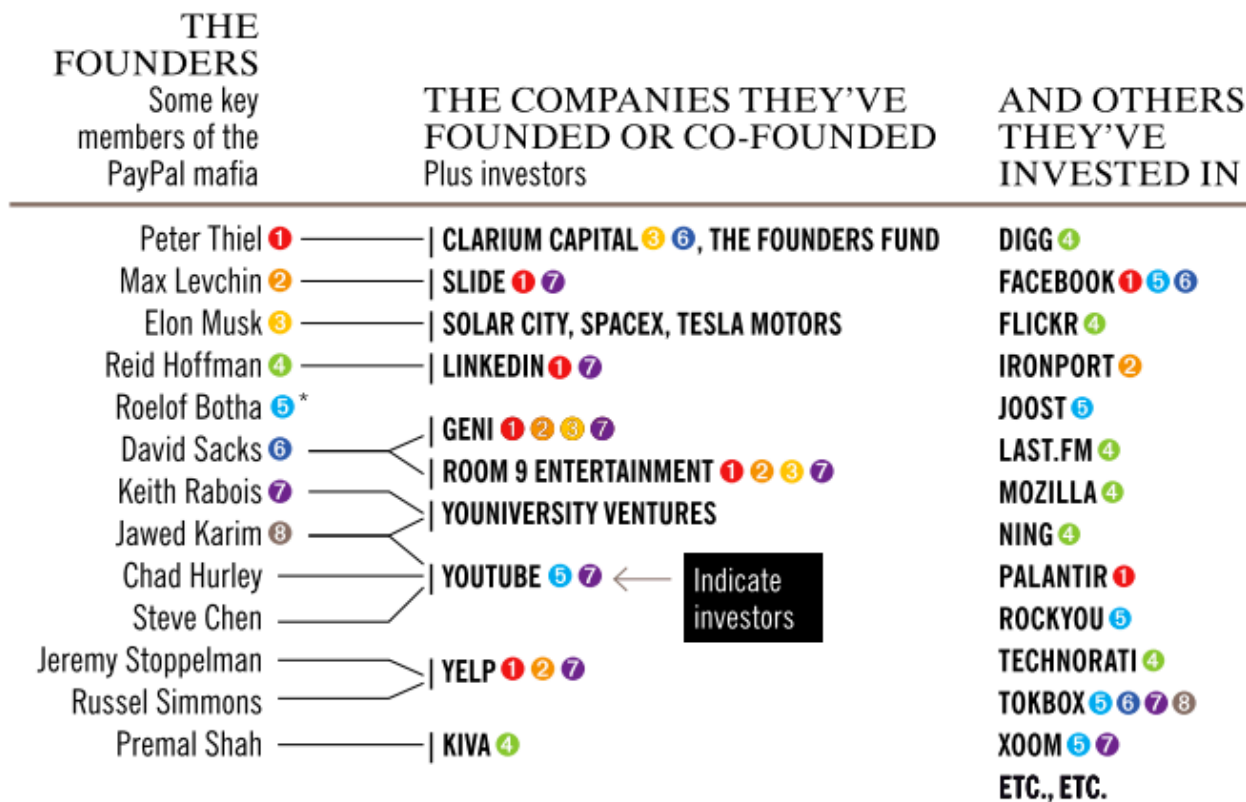 THE
FOUNDERS
Some key
members of the
PayPal mafia
THE COMPANIES THEY'VE
FOUNDED OR CO-FOUNDED
Plus investors
AND OTHERS
THEY'VE
INVESTED IN
Peter Thiel 1
CLARIUM CAPITAL 3 6, THE FOUNDERS FUND
DIGG 4
Max Levchin 2
SLIDE 1 7
FACEBOOK 1 5 6
Elon Musk 3
SOLAR CITY, SPACEX, TESLA MOTORS
FLICKR 4
Reid Hoffman 4
LINKEDIN 1 7
IRONPORT 2
Roelof Botha 5 *
JOOST 5
GENI 1 2 3 7
David Sacks 6
LAST.FM 4
ROOM 9 ENTERTAINMENT 1 2 3 7
Keith Rabois 7
MOZILLA 4
YOUNIVERSITY VENTURES
Jawed Karim 8
NING 4
Chad Hurley
YOUTUBE 5 7
Indicate
investors
PALANTIR 1
Steve Chen
ROCKYOU 5
Jeremy Stoppelman
YELP 1 2 7
TECHNORATI 4
Russel Simmons
TOKBOX 5 6 7 8
Premal Shah
KIVA 4
XOOM 5 7
ETC., ETC.